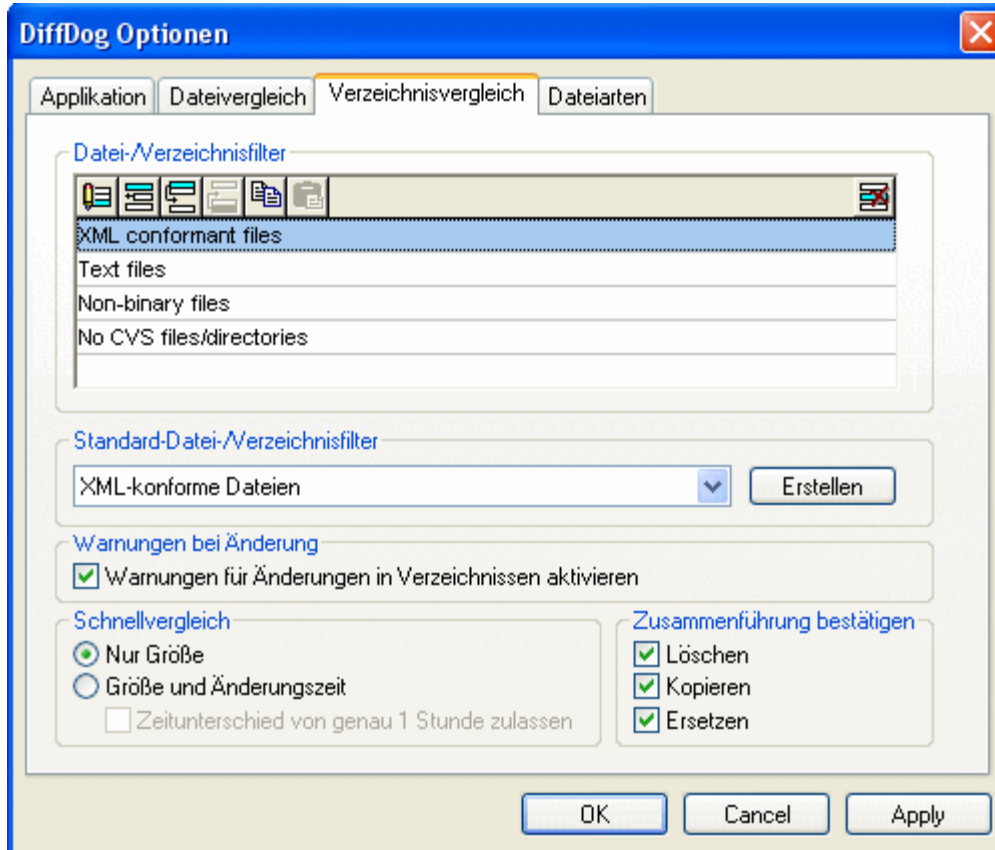 DiffDog Optionen
Applikation Dateivergleich Verzeichnisvergleich Dateiarten
Datei-/Verzeichnisfilter
XML conformant files
Text files
Non-binary files
No CVS files/directories
Standard-Datei-/Verzeichnisfilter
XML-konforme Dateien Erstellen
Warnungen bei Änderung
Warnungen für Änderungen in Verzeichnissen aktivieren
Schnellvergleich
Nur Größe
Größe und Änderungszeit
Zeitunterschied von genau 1 Stunde zulassen
Zusammenführung bestätigen
Löschen
Kopieren
Ersetzen
OK Cancel Apply